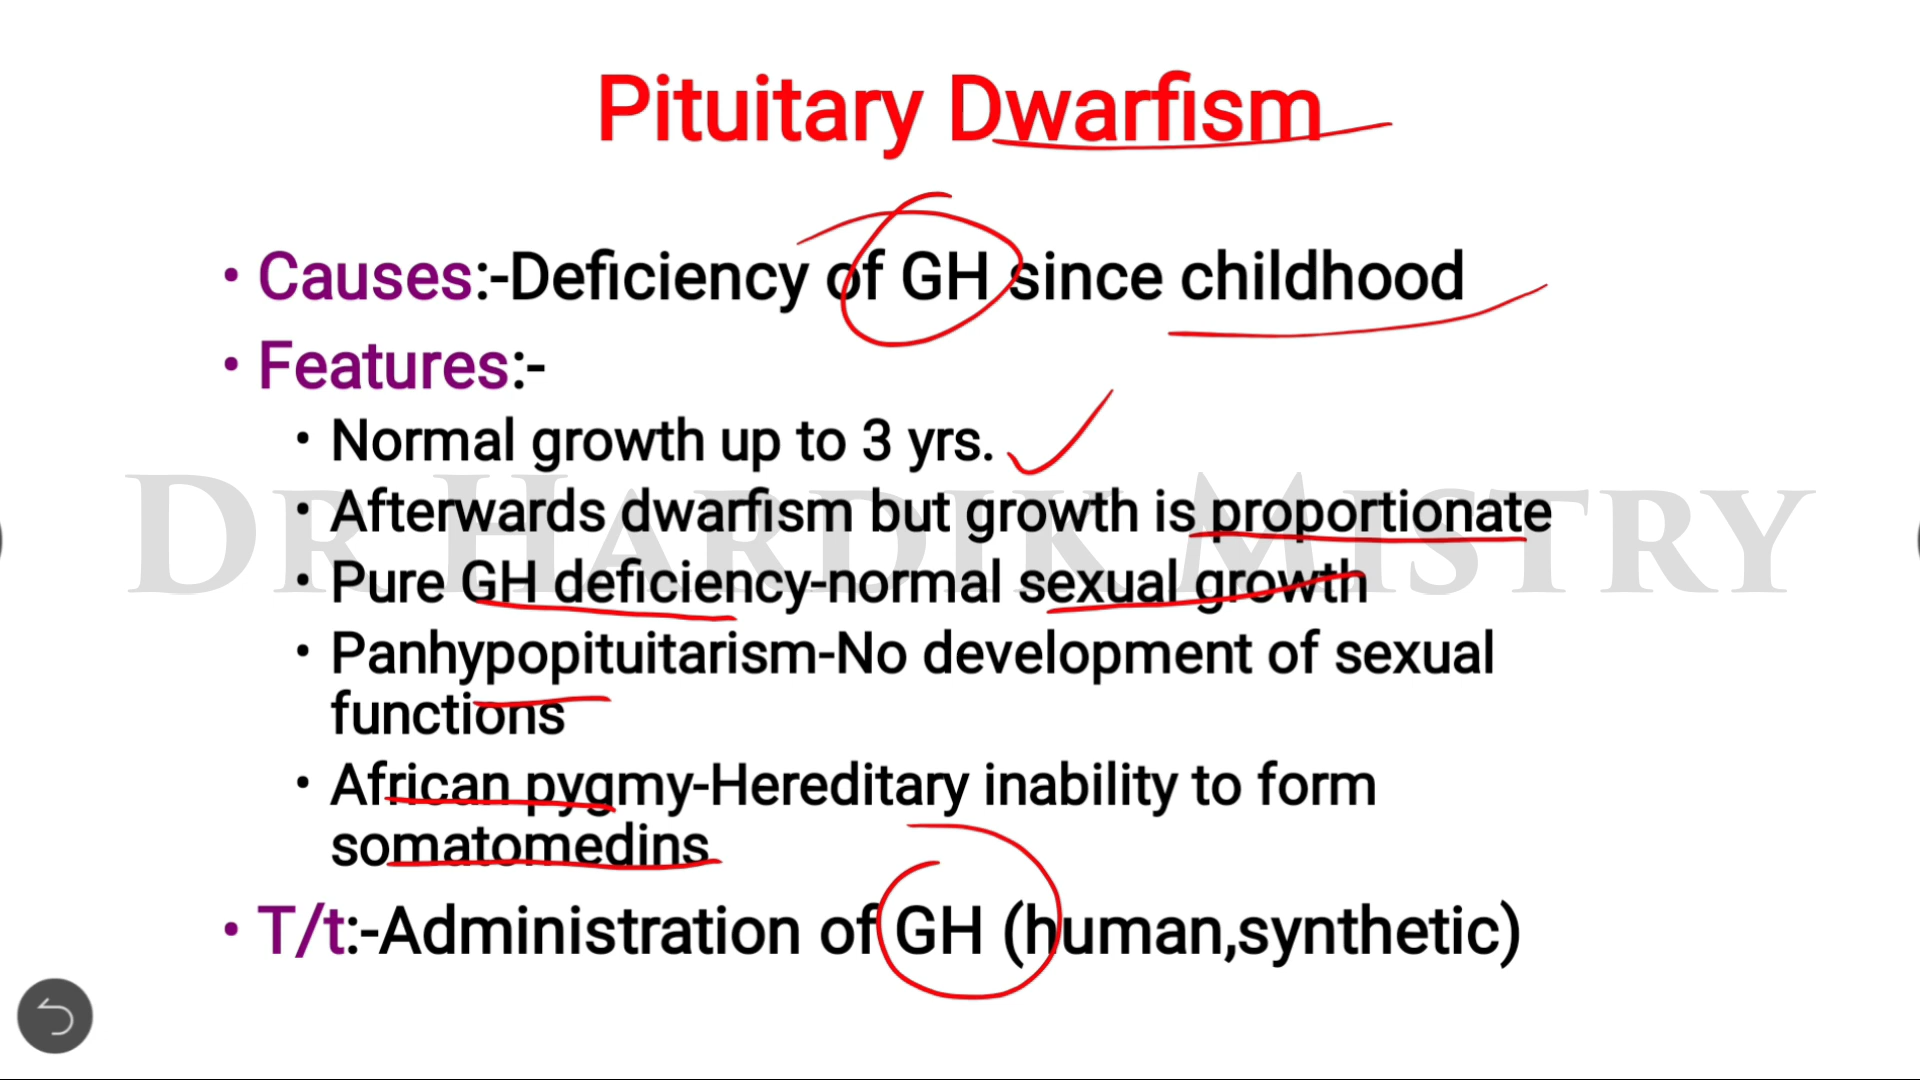 Pituitary Dwarfism
• Causes:-Deficiency of GH since childhood
• Features:-
• Normal growth up to 3 yrs.
• Afterwards dwarfism but growth is proportionate
• Pure GH deficiency-normal sexual growth
• Panhypopituitarism-No development of sexual
functions
• African pygmy-Hereditary inability to form
somatomedins
• T/t:-Administration of GH (human,synthetic)
DR HARDIK MISTRY